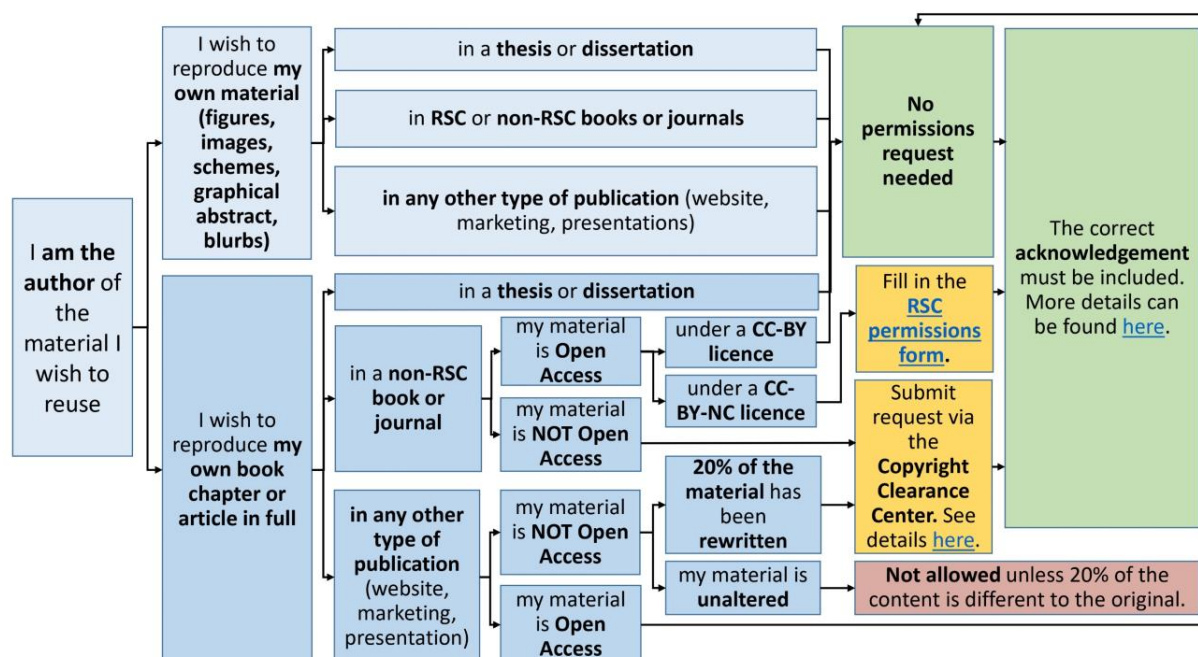 I am the
author of
the
material I
wish to
reuse
I wish to
reproduce my
own material
(figures,
images,
schemes,
graphical
abstract,
blurbs)
in a thesis or dissertation
in RSC or non-RSC books or journals
in any other type of publication (website,
marketing, presentations)
No
permissions
request
needed
The correct
acknowledgement
must be included.
More details can
be found here.
I wish to
reproduce my
own book
chapter or
article in full
in a thesis or dissertation
in a non-RSC
book or
journal
my material
is Open
Access
under a CC-BY
licence
under a CC-
BY-NC licence
Fill in the
RSC
permissions
form.
my material
is NOT Open
Access
Submit
request via
the
Copyright
Clearance
Center. See
details here.
in any other
type of
publication
(website,
marketing,
presentation)
my material
is NOT Open
Access
20% of the
material has
been
rewritten
my material is
unaltered
Not allowed unless 20% of the
content is different to the original.
my material
is Open
Access